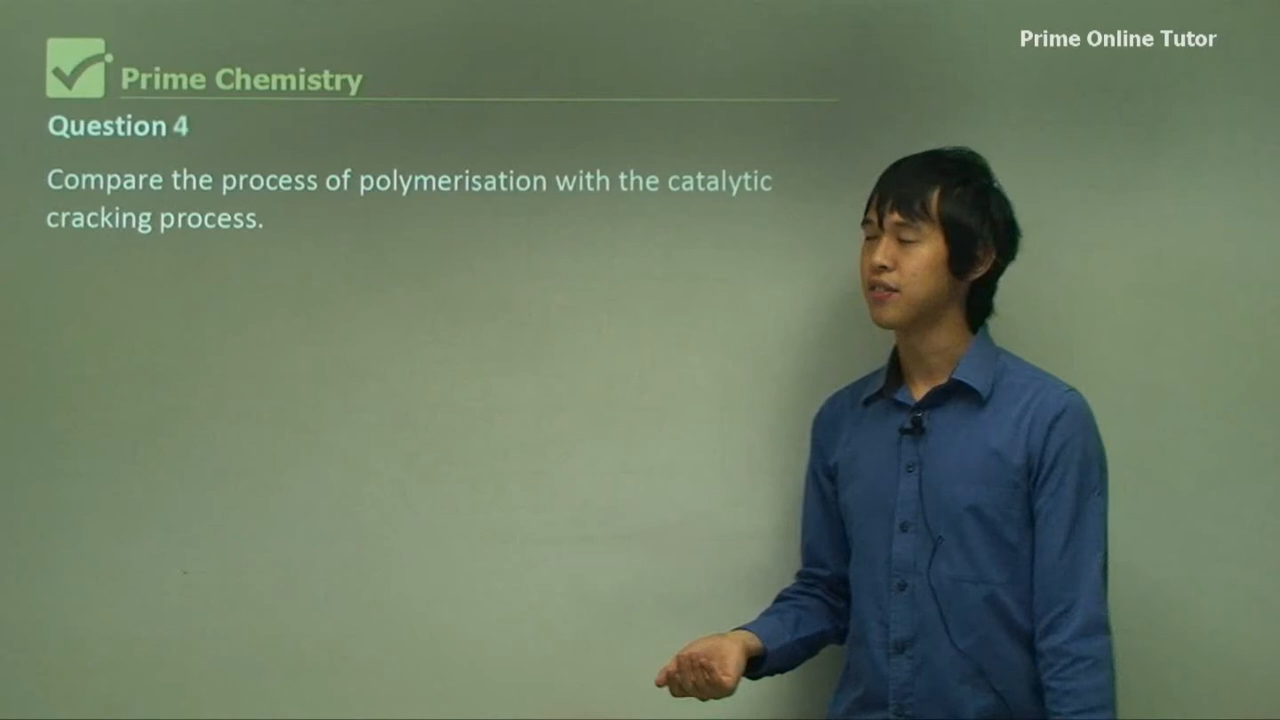 Prime Online Tutor
Prime Chemistry
Question 4
Compare the process of polymerisation with the catalytic
cracking process.